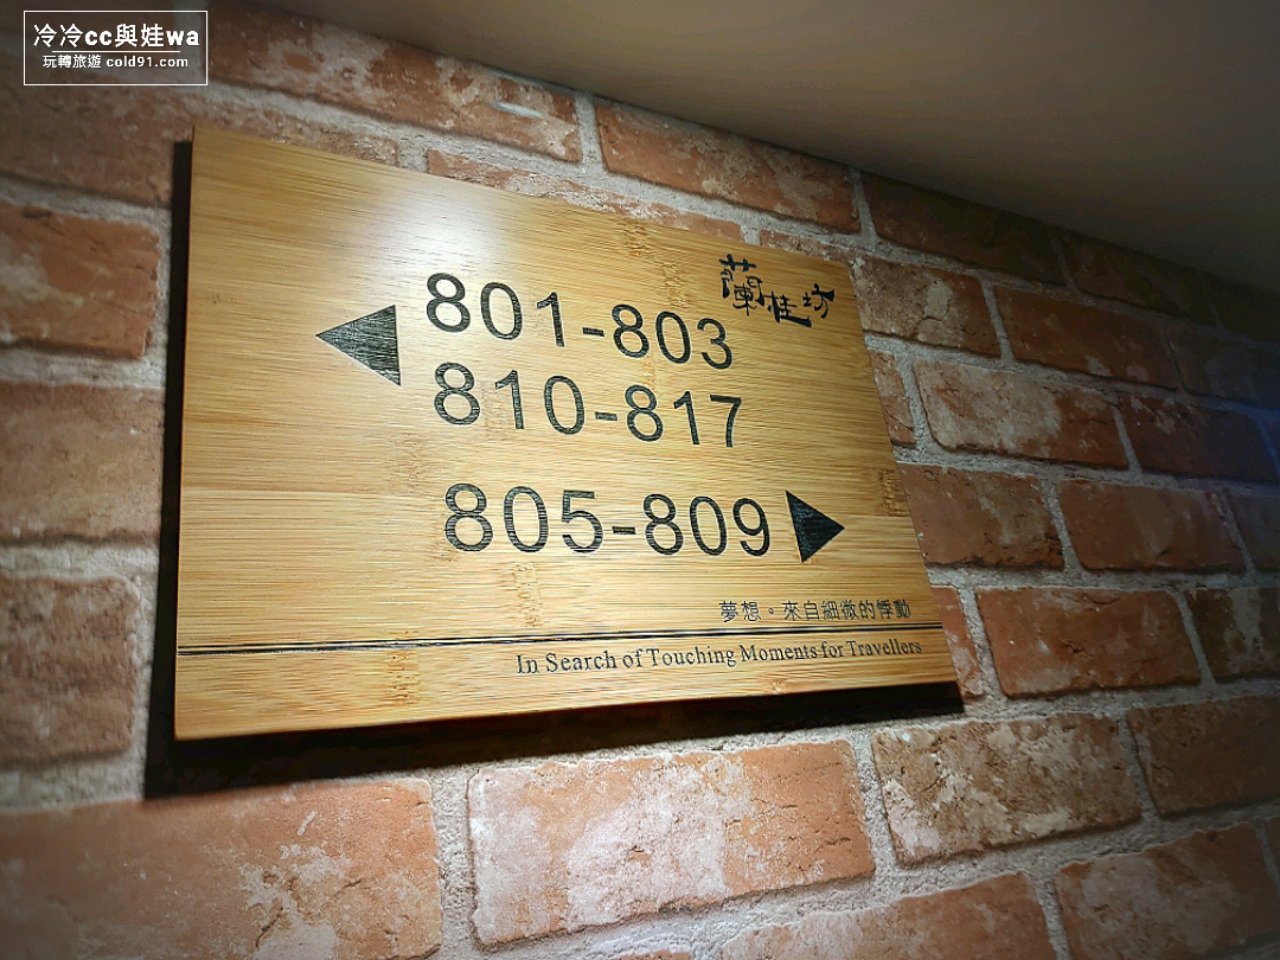 冷冷cc與娃wa
玩轉旅遊 cold91.com
蘭桂坊
801-803
810-817
805-809
夢想。來自細微的悸動
In Search of Touching Moments for Travellers